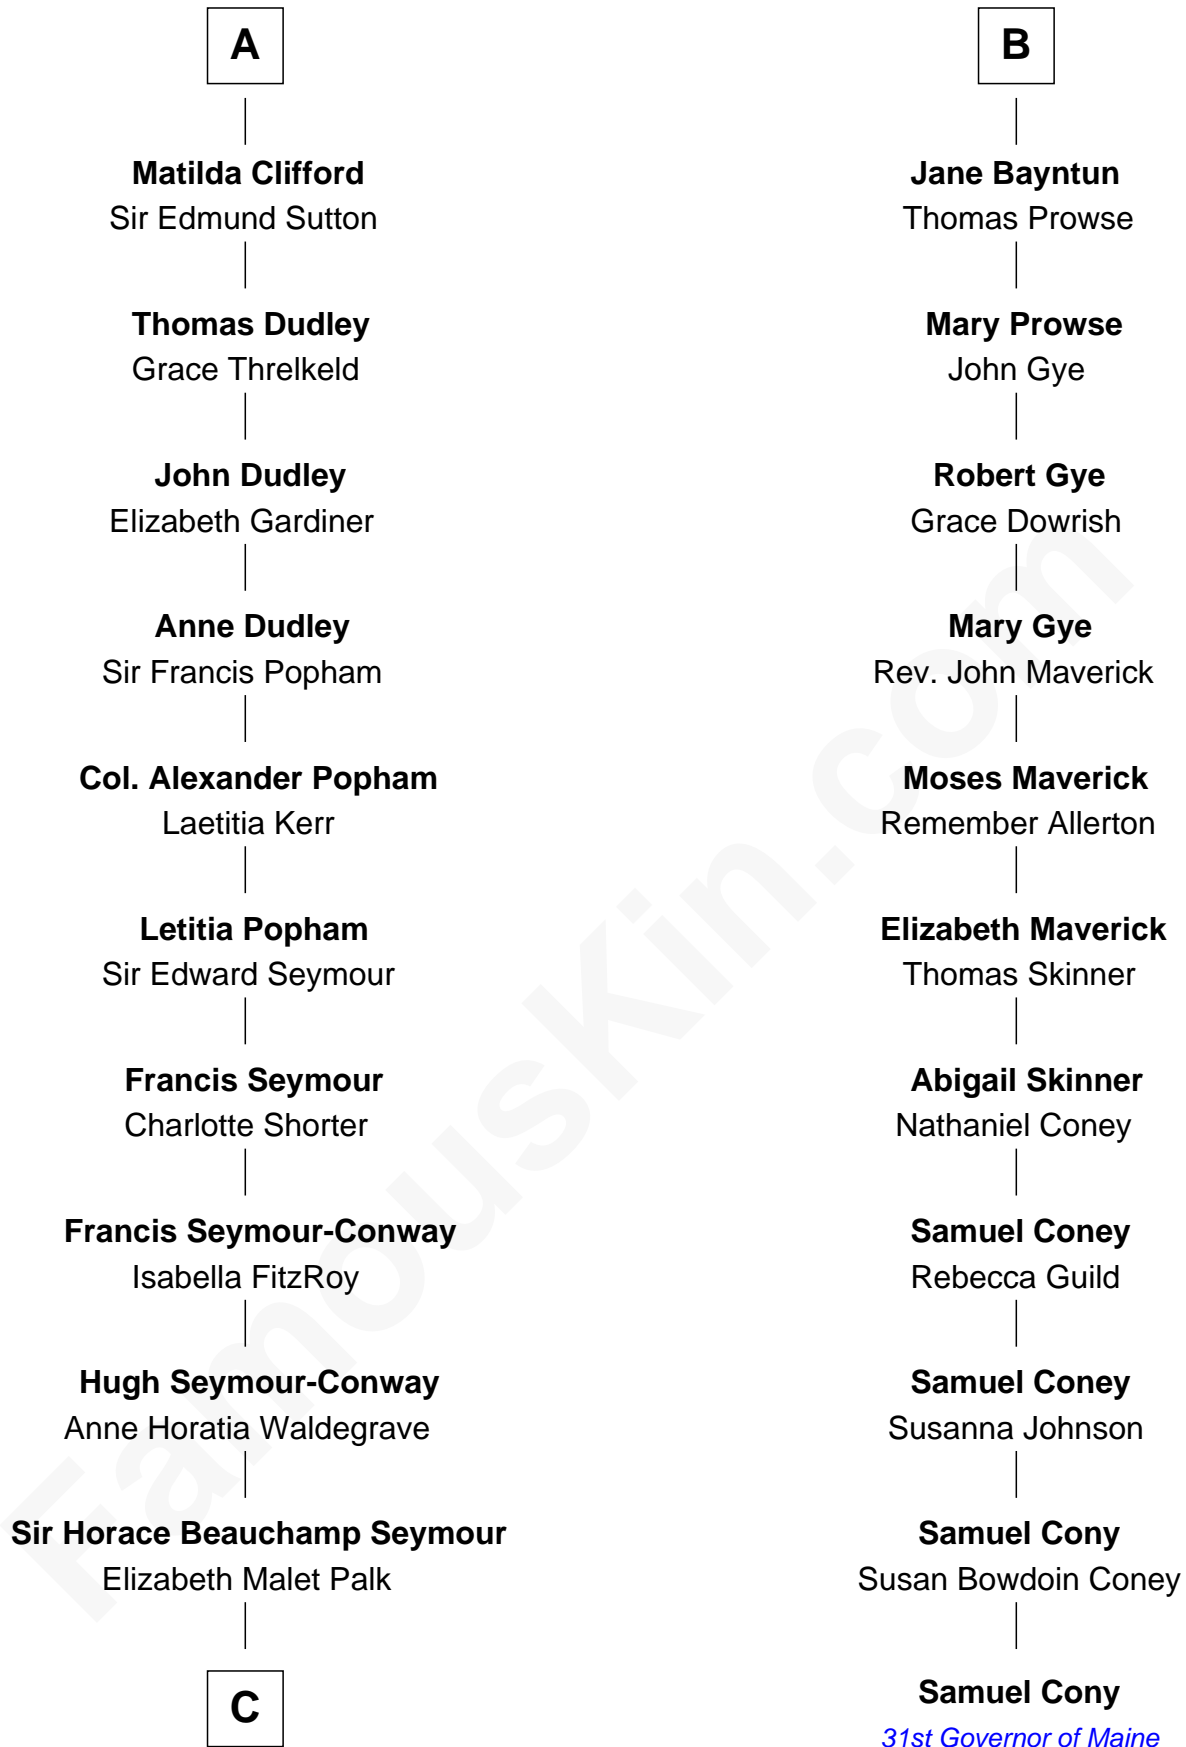 A
Matilda Clifford
Sir Edmund Sutton
Thomas Dudley
Grace Threlkeld
John Dudley
Elizabeth Gardiner
Anne Dudley
Sir Francis Popham
Col. Alexander Popham
Laetitia Kerr
Letitia Popham
Sir Edward Seymour
Francis Seymour
Charlotte Shorter
Francis Seymour-Conway
Isabella FitzRoy
Hugh Seymour-Conway
Anne Horatia Waldegrave
Sir Horace Beauchamp Seymour
Elizabeth Malet Palk
C
B
Jane Bayntun
Thomas Prowse
Mary Prowse
John Gye
Robert Gye
Grace Dowrish
Mary Gye
Rev. John Maverick
Moses Maverick
Remember Allerton
Elizabeth Maverick
Thomas Skinner
Abigail Skinner
Nathaniel Coney
Samuel Coney
Rebecca Guild
Samuel Coney
Susanna Johnson
Samuel Cony
Susan Bowdoin Coney
Samuel Cony
31st Governor of Maine
FamousKin.com